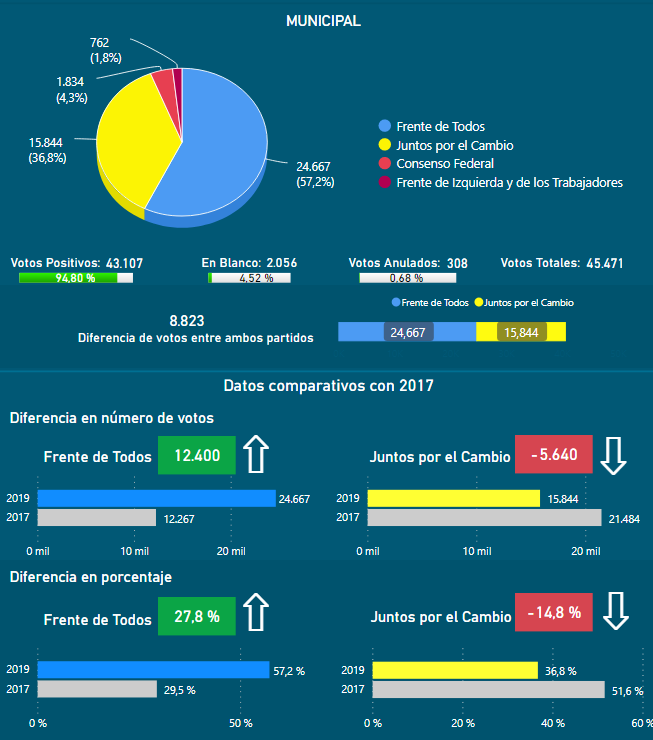 MUNICIPAL
762
(1,8%)
1.834
(4,3%)
15.844
(36,8%)
24.667
(57,2%)
Frente de Todos
Juntos por el Cambio
Consenso Federal
Frente de Izquierda y de los Trabajadores
Votos Positivos: 43.107
94,80 %
En Blanco: 2.056
4,52 %
Votos Anulados: 308
0,68 %
Votos Totales: 45.471
8.823
Diferencia de votos entre ambos partidos
Frente de Todos Juntos por el Cambio
24,667 15,844
Datos comparativos con 2017
Diferencia en número de votos
Frente de Todos 12.400
2019 24.667
2017 12.267
0 mil 10 mil 20 mil
Juntos por el Cambio -5.640
2019 15.844
2017 21.484
0 mil 10 mil 20 mil
Diferencia en porcentaje
Frente de Todos 27,8 %
2019 57,2 %
2017 29,5 %
0 % 50 %
Juntos por el Cambio -14,8 %
2019 36,8 %
2017 51,6 %
0 % 20 % 40 % 60 %